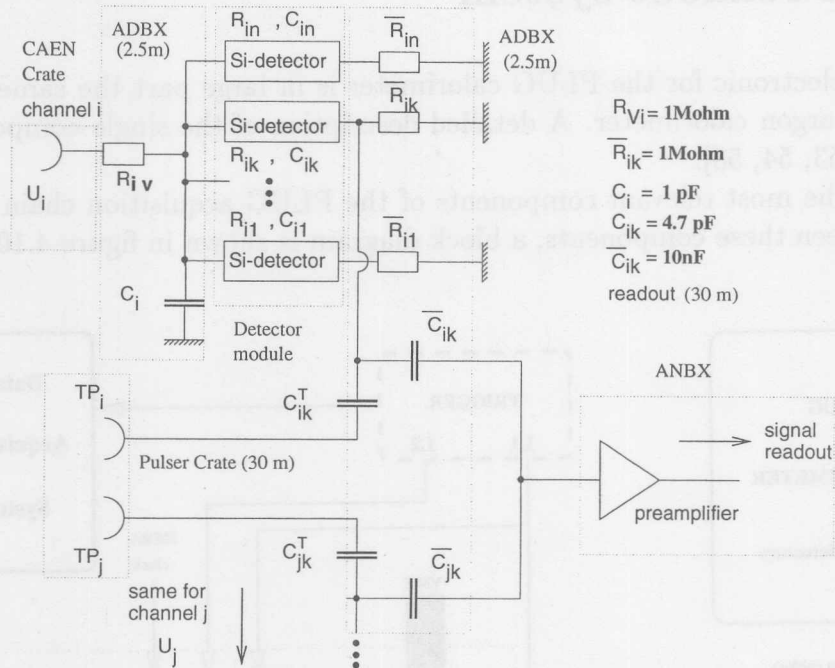 R_in , C_in
R̅_in
ADBX
(2.5m)
ADBX
(2.5m)
CAEN
Crate
channel i
U_i
R_i v
Si-detector
Si-detector
R̅_ik
R_ik , C_ik
R_i1 , C_i1
R̅_i1
Si-detector
C_i
Detector
module
R_Vi = 1Mohm
R̅_ik = 1Mohm
C_i = 1 pF
C_ik = 4,7 pF
C̅_ik = 10nF
readout (30 m)
C̅_ik
C_ik^T
TP_i
Pulser Crate (30 m)
TP_j
C_jk^T
C̅_jk
same for
channel j
U_j
ANBX
signal
readout
preamplifier